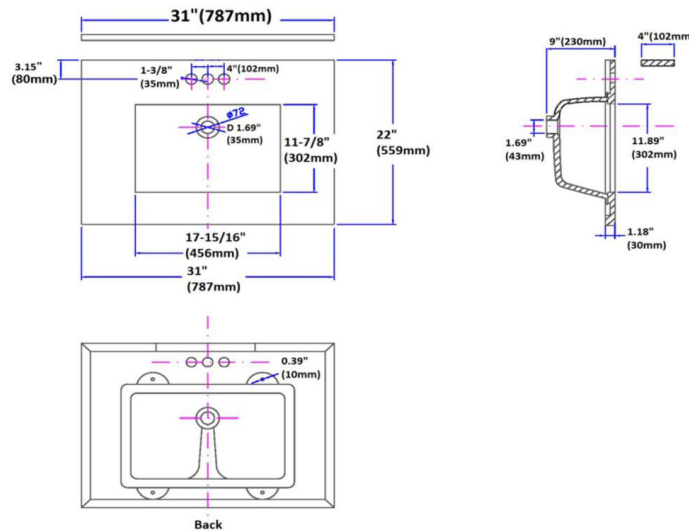 31"(787mm)
3.15"
(80mm)
1-3/8"
(35mm)
4"(102mm)
ø72
D 1.69"
(35mm)
11-7/8"
(302mm)
22"
(559mm)
17-15/16"
(456mm)
31"
(787mm)
9"(230mm)
4"(102mm)
1.69"
(43mm)
11.89"
(302mm)
1.18"
(30mm)
0.39"
(10mm)
Back